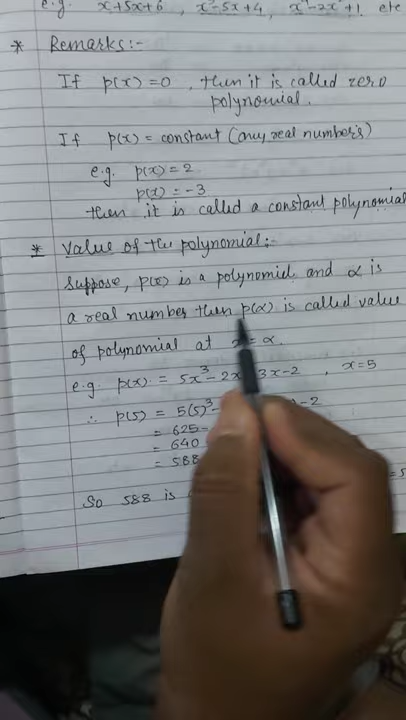 e.g. x+5x+6, x²-5x+4, x²-2x²+1. etc
* Remarks:-
If p(x)=0, then it is called zero
polynomial.
If p(x) = constant (any real number's)
e.g. p(x) = 2
p(x) = -3
then it is called a constant polynomial
* Value of the polynomial:-
Suppose, p(x) is a polynomial and α is
a real number then p(α) is called value
of polynomial at = α.
e.g. p(x) = 5x³-2x 3x-2, x=5
∴ p(5) = 5(5)³- -2
= 625-
= 640
= 588
So 588 is